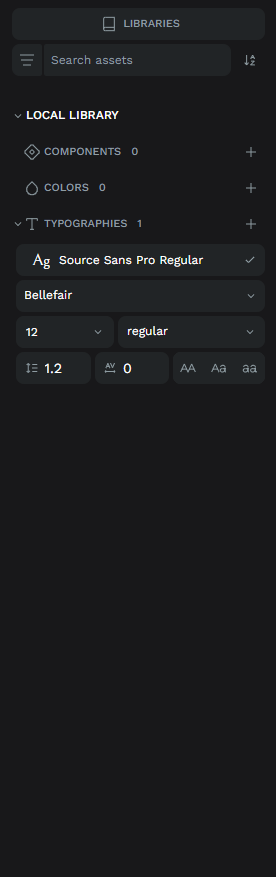 LIBRARIES
Search assets
LOCAL LIBRARY
COMPONENTS 0
COLORS 0
TYPOGRAPHIES 1
Ag Source Sans Pro Regular
Bellefair
12 regular
1.2 AV 0 AA Aa aa